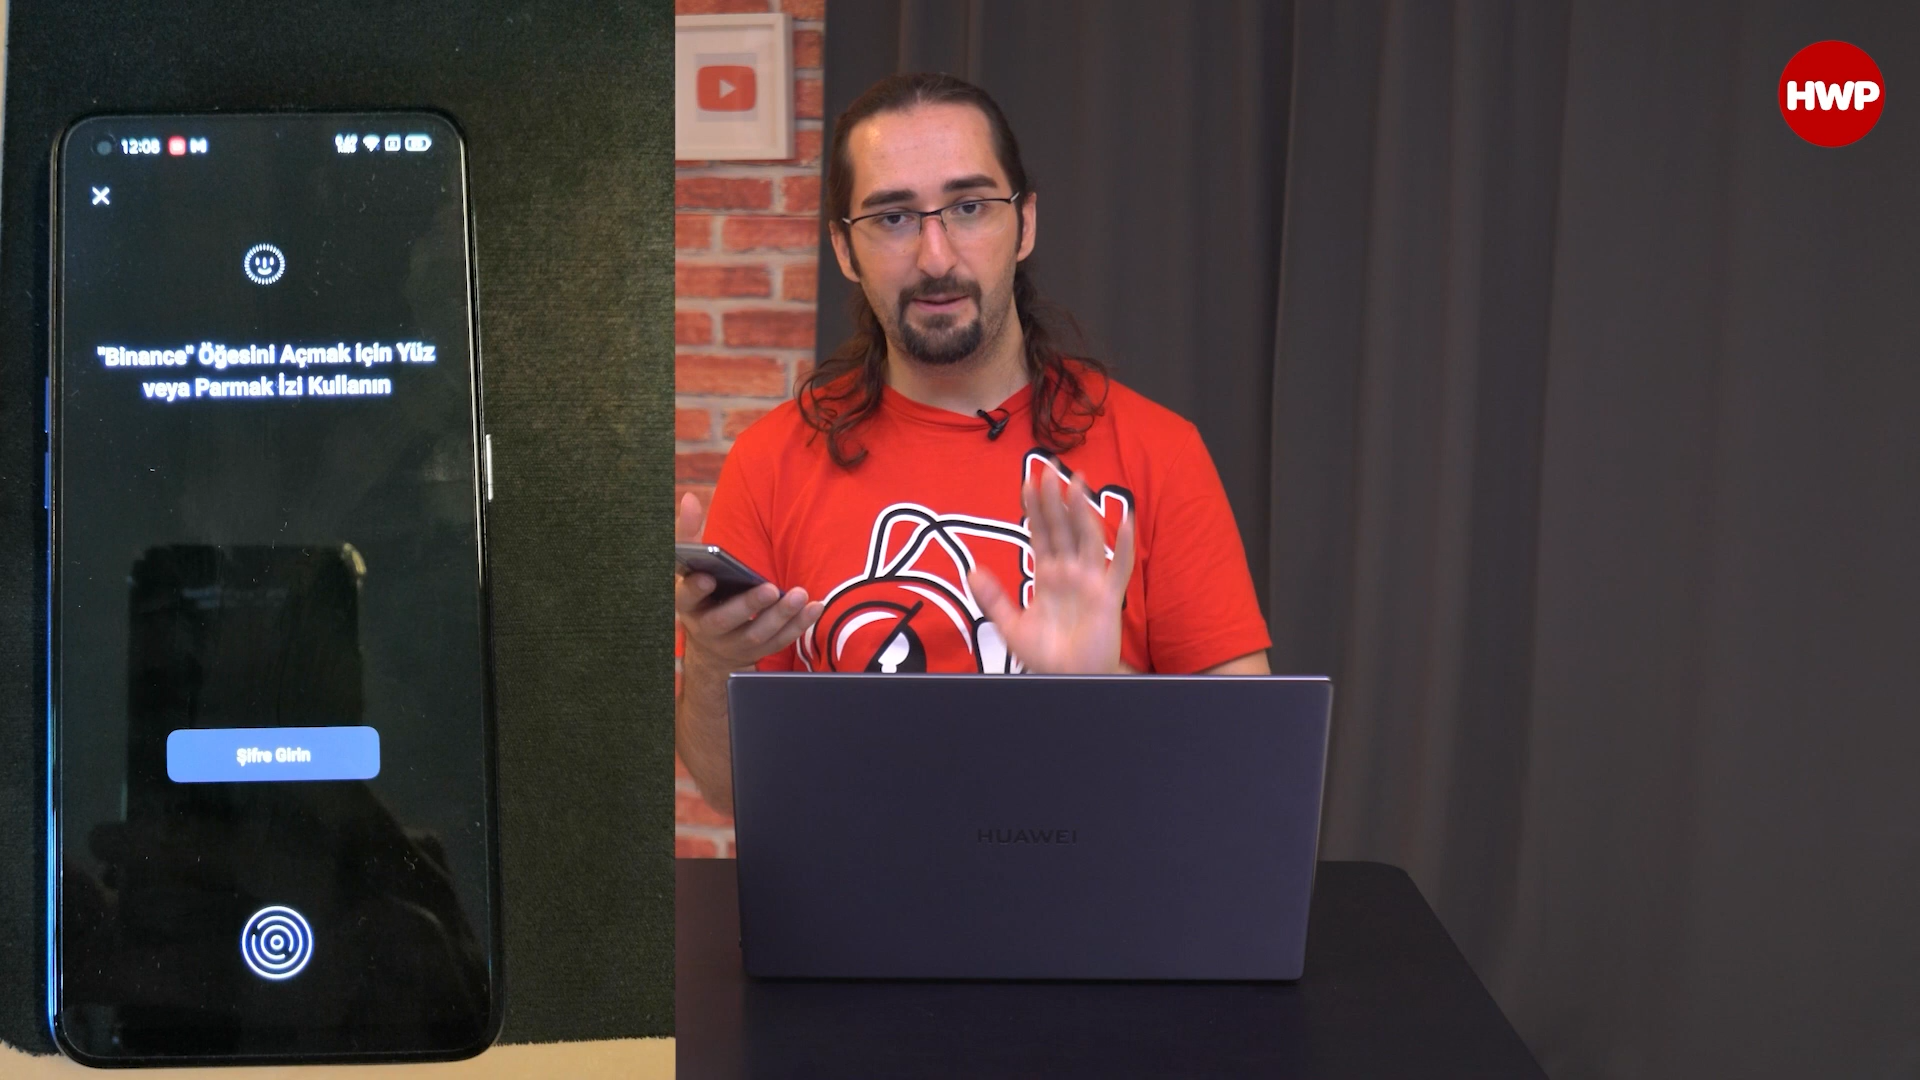 12:08
"Binance" Öğesini Açmak İçin Yüz
veya Parmak İzi Kullanın
Şifre Girin
HWP
HUAWEI